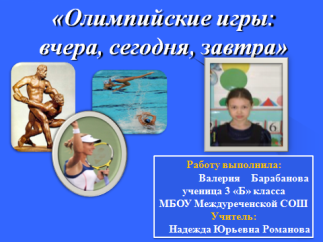 «Олимпийские игры:
вчера, сегодня, завтра»
Работу выполнила:
Валерия Барабанова
ученица 3 «Б» класса
МБОУ Междуреченской СОШ
Учитель:
Надежда Юрьевна Романова